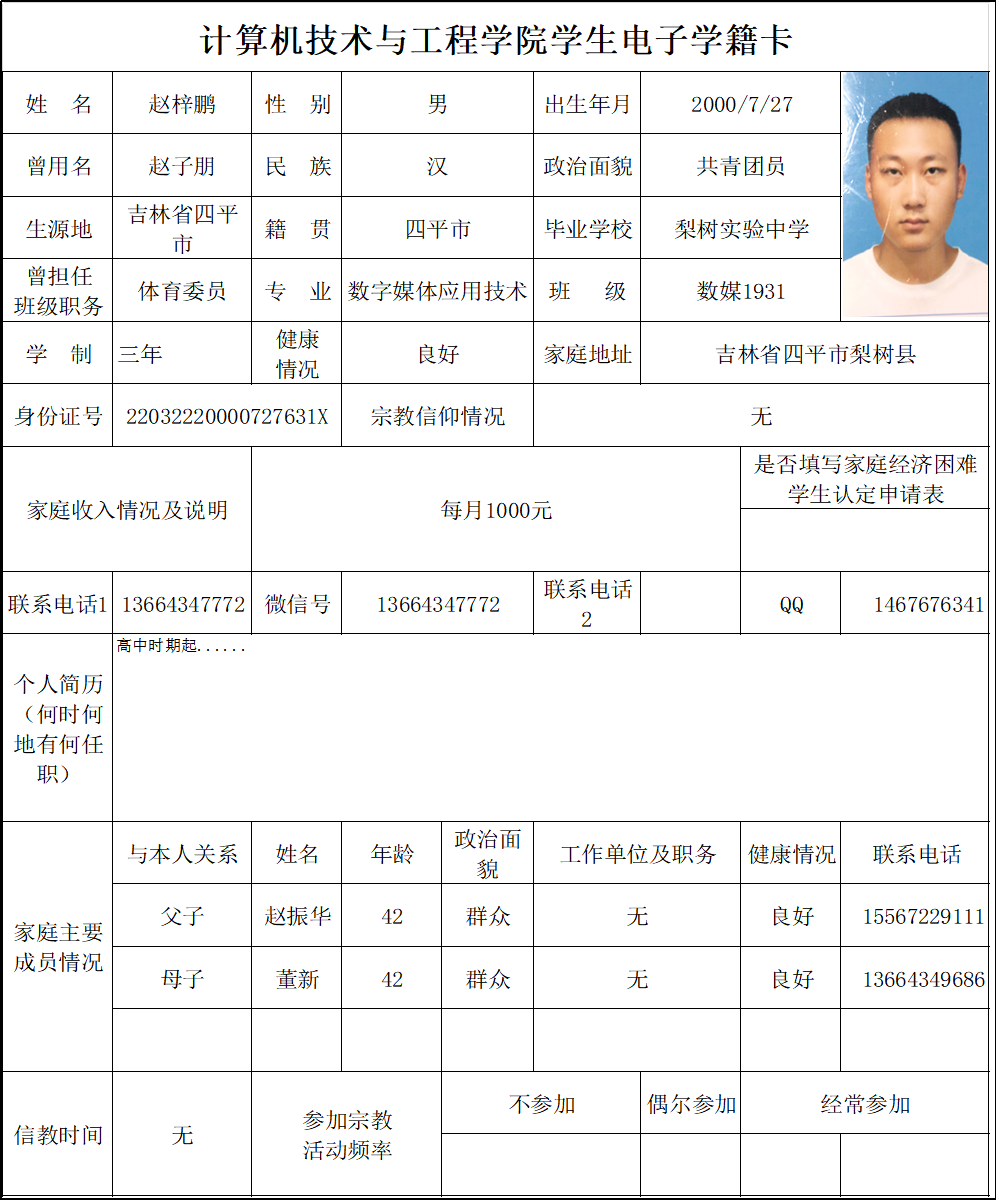 计算机技术与工程学院学生电子学籍卡
姓 名 赵梓鹏 性 别 男 出生年月 2000/7/27
曾用名 赵子朋 民 族 汉 政治面貌 共青团员
生源地 吉林省四平市 籍 贯 四平市 毕业学校 梨树实验中学
曾担任班级职务 体育委员 专 业 数字媒体应用技术 班 级 数媒1931
学 制 三年 健康情况 良好 家庭地址 吉林省四平市梨树县
身份证号 22032220000727631X 宗教信仰情况 无
家庭收入情况及说明 每月1000元 是否填写家庭经济困难学生认定申请表
联系电话1 13664347772 微信号 13664347772 联系电话2 QQ 1467676341
个人简历（何时何地有何任职） 高中时期起......
家庭主要成员情况 与本人关系 姓名 年龄 政治面貌 工作单位及职务 健康情况 联系电话
父子 赵振华 42 群众 无 良好 15567229111
母子 董新 42 群众 无 良好 13664349686
信教时间 无 参加宗教活动频率 不参加 偶尔参加 经常参加